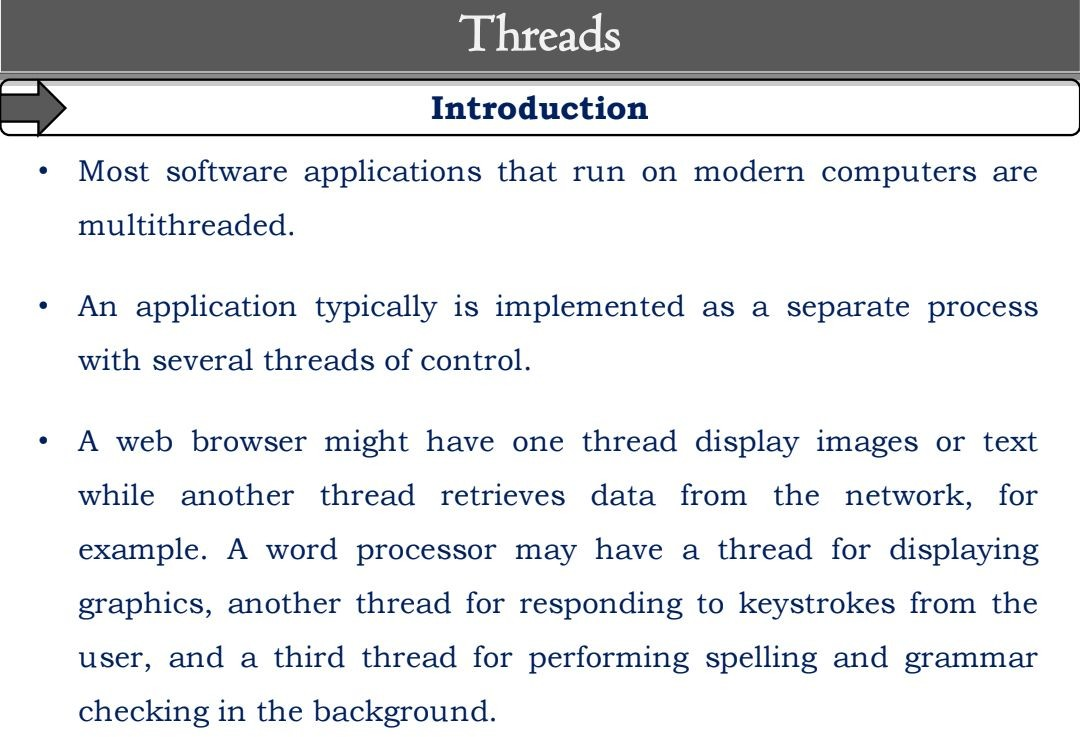 Threads
Introduction
• Most software applications that run on modern computers are
multithreaded.
• An application typically is implemented as a separate process
with several threads of control.
• A web browser might have one thread display images or text
while another thread retrieves data from the network, for
example. A word processor may have a thread for displaying
graphics, another thread for responding to keystrokes from the
user, and a third thread for performing spelling and grammar
checking in the background.